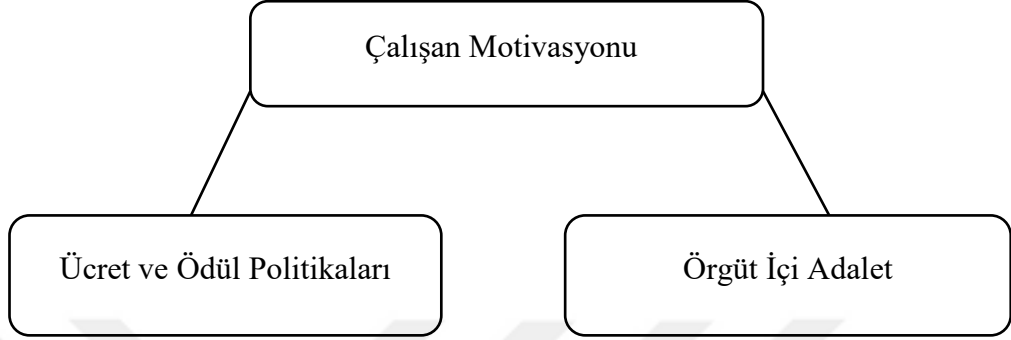 Çalışan Motivasyonu
Ücret ve Ödül Politikaları
Örgüt İçi Adalet